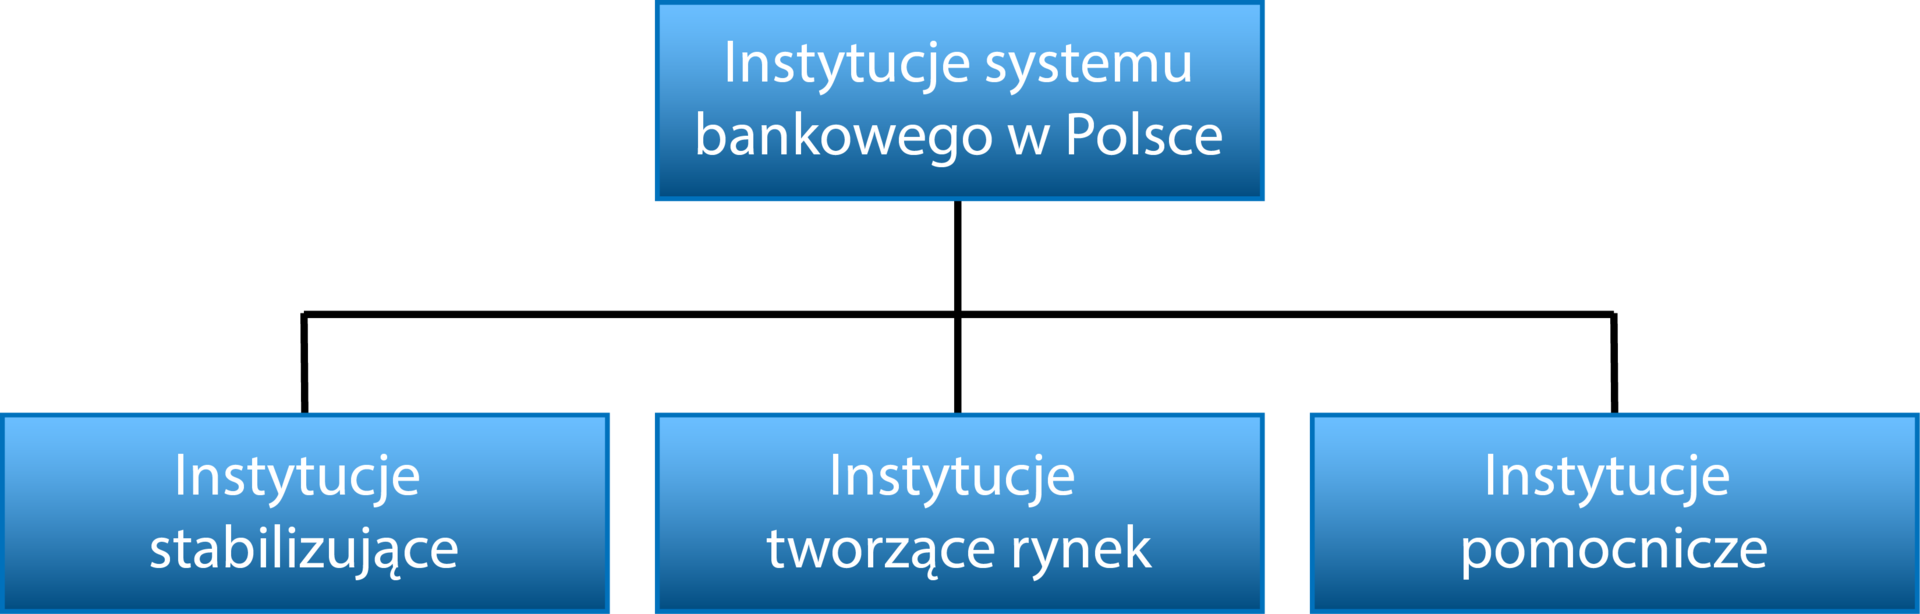 Instytucje systemu
bankowego w Polsce
Instytucje
stabilizujące
Instytucje
tworzące rynek
Instytucje
pomocnicze